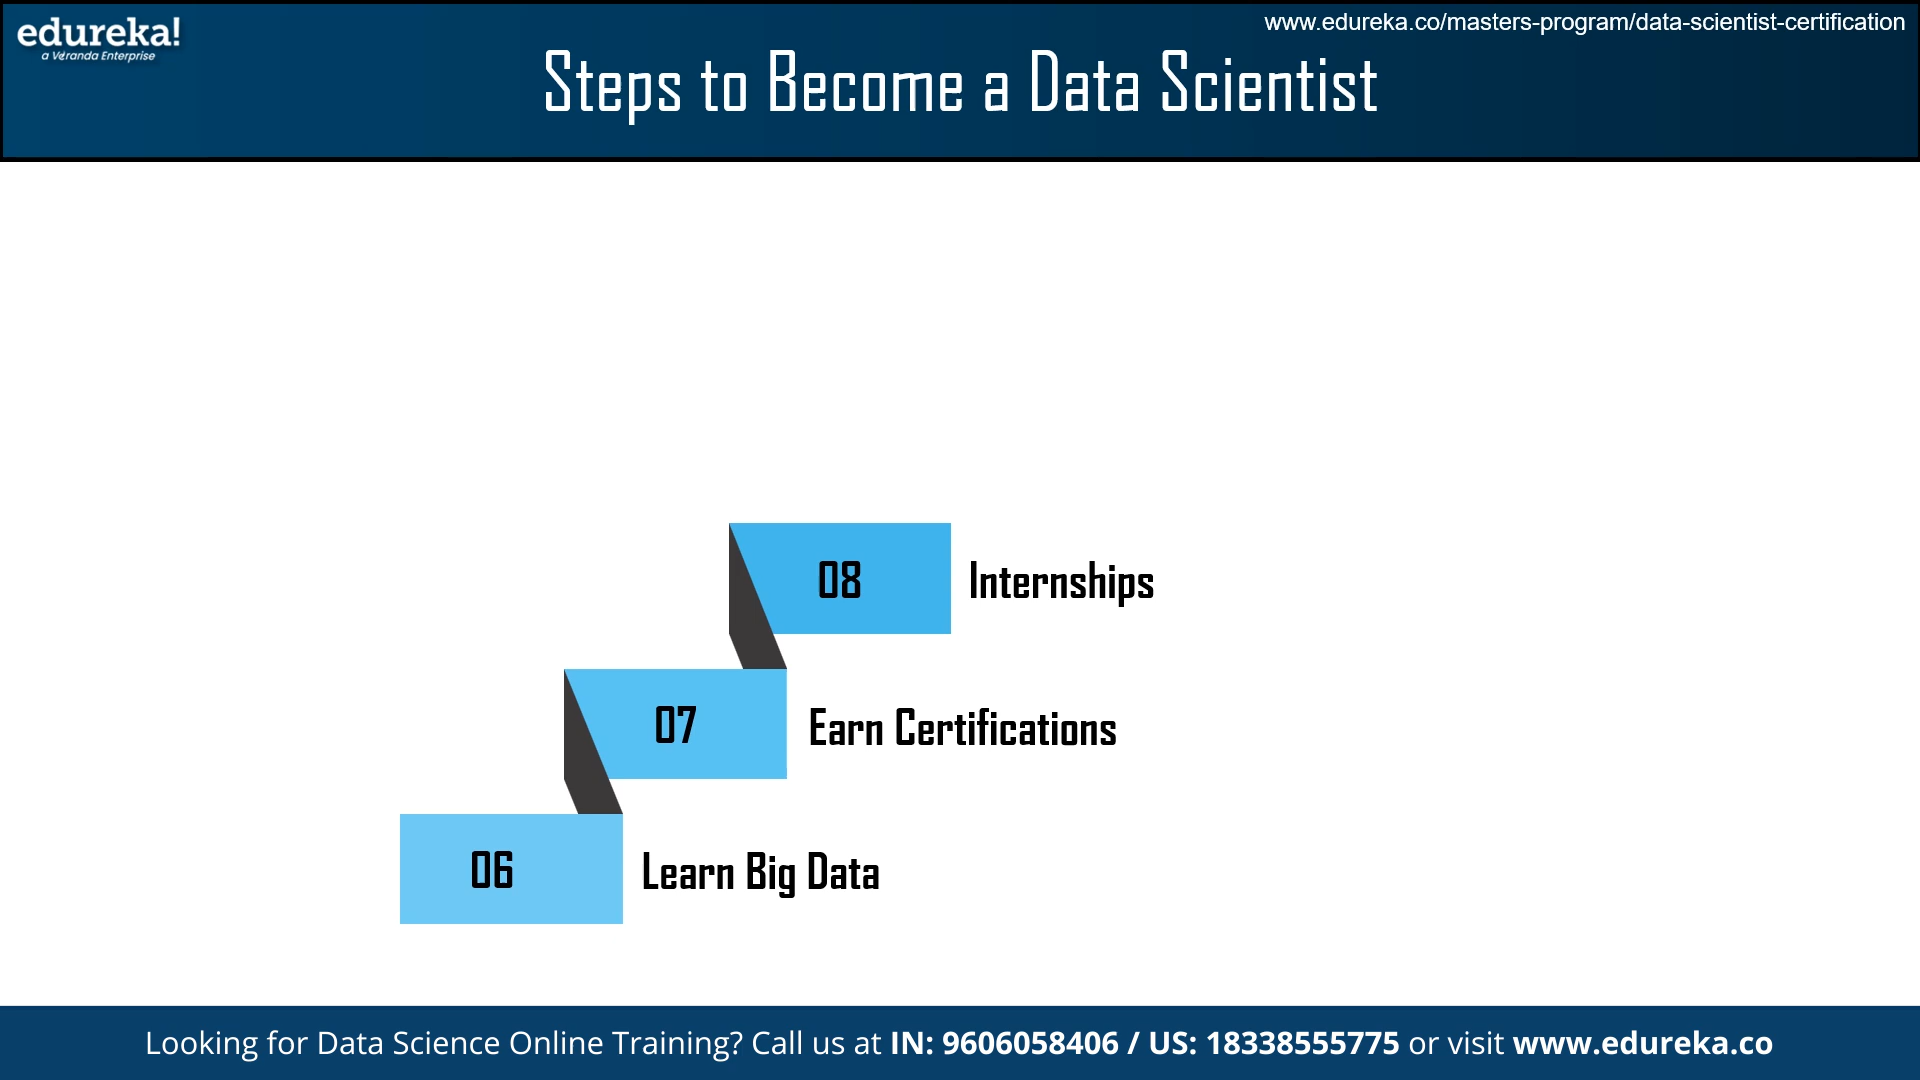 edureka!
a Veranda Enterprise
www.edureka.co/masters-program/data-scientist-certification
Steps to Become a Data Scientist
08 Internships
07 Earn Certifications
06 Learn Big Data
Looking for Data Science Online Training? Call us at IN: 9606058406 / US: 18338555775 or visit www.edureka.co